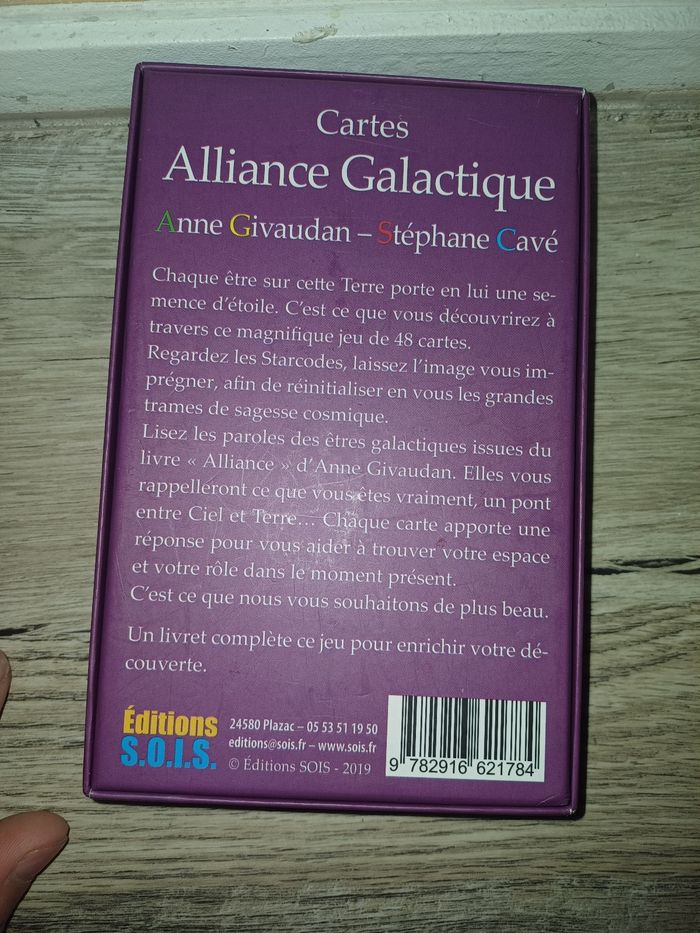 Cartes
Alliance Galactique
Anne Givaudan – Stéphane Cavé
Chaque être sur cette Terre porte en lui une se-
mence d'étoile. C'est ce que vous découvrirez à
travers ce magnifique jeu de 48 cartes.
Regardez les Starcodes, laissez l'image vous im-
prégner, afin de réinitialiser en vous les grandes
trames de sagesse cosmique.
Lisez les paroles des êtres galactiques issues du
livre « Alliance » d'Anne Givaudan. Elles vous
rappelleront ce que vous êtes vraiment, un pont
entre Ciel et Terre… Chaque carte apporte une
réponse pour vous aider à trouver votre espace
et votre rôle dans le moment présent.
C'est ce que nous vous souhaitons de plus beau.
Un livret complète ce jeu pour enrichir votre dé-
couverte.
Éditions
S.O.I.S.
24580 Plazac – 05 53 51 19 50
editions@sois.fr – www.sois.fr
© Éditions SOIS - 2019
9 782916 621784